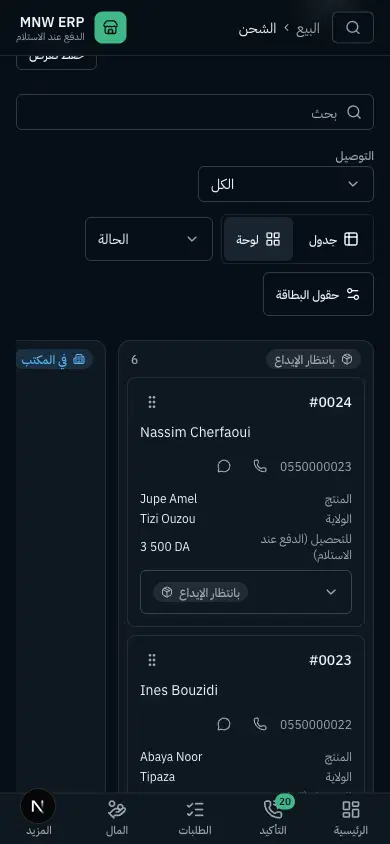 البيع › الشحن
MNW ERP
الدفع عند الاستلام
بحث
التوصيل
الكل
جدول
لوحة
الحالة
حقول البطاقة
بانتظار الإيداع
6
في المكتب
#0024
Nassim Cherfaoui
0550000023
المنتج
Jupe Amel
الولاية
Tizi Ouzou
للتحصيل (الدفع عند
الاستلام)
3 500 DA
بانتظار الإيداع
#0023
Ines Bouzidi
0550000022
المنتج
Abaya Noor
الولاية
Tipaza
الرئيسية
20
التأكيد
الطلبات
المال
N
المزيد